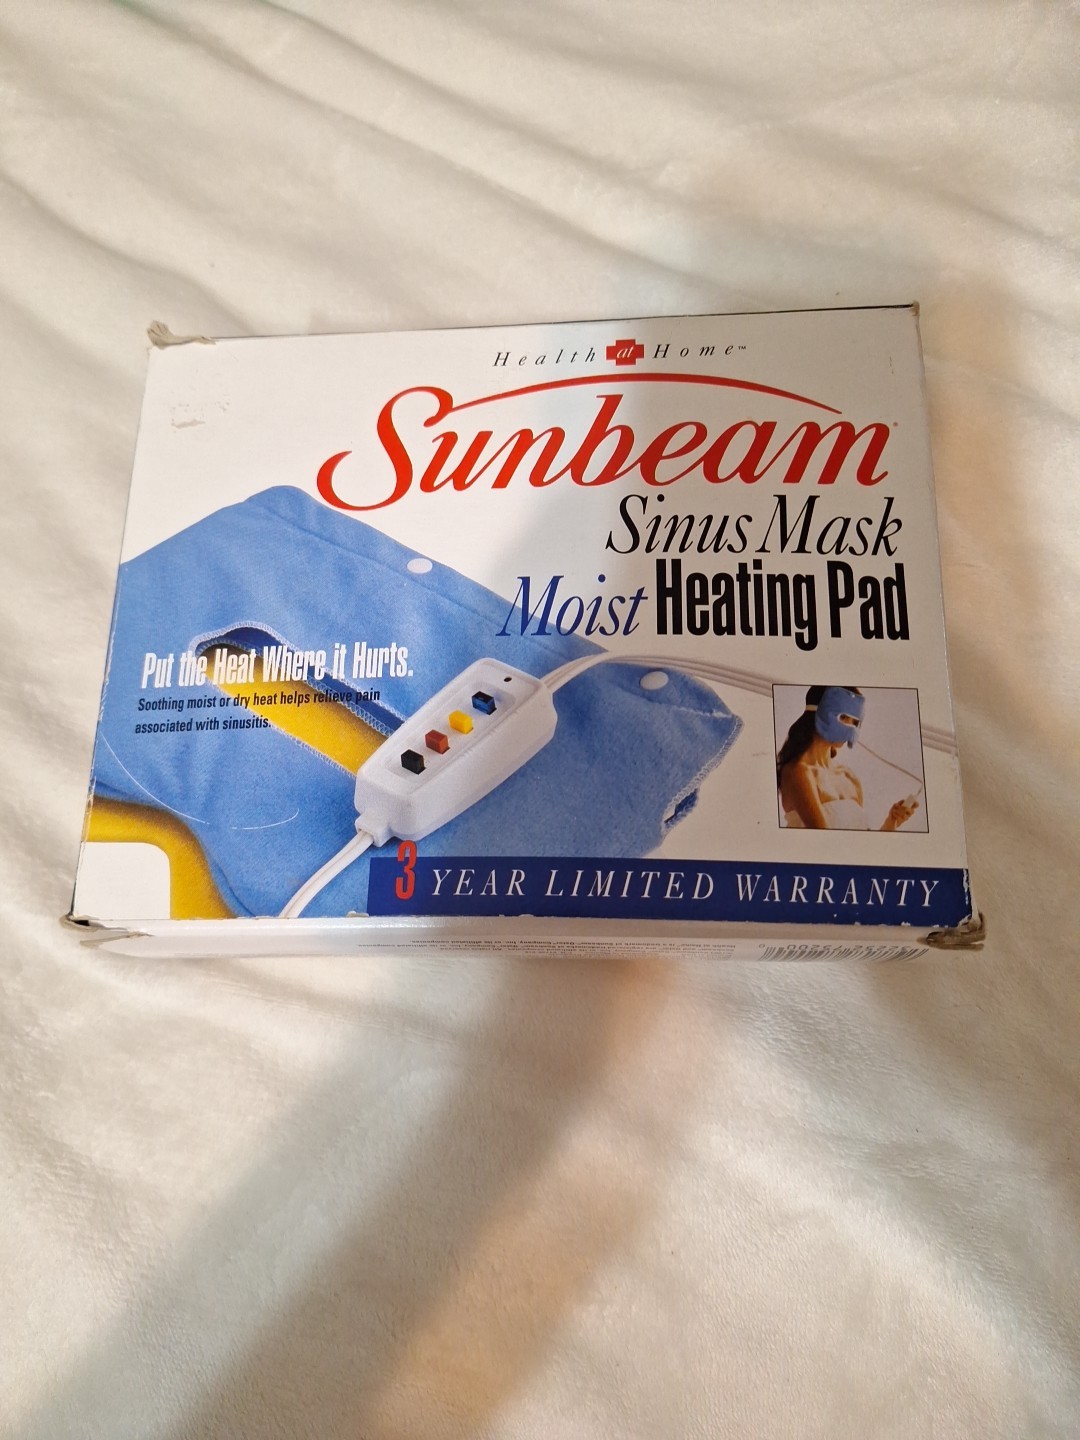 Health at Home™
Sunbeam
Sinus Mask
Moist Heating Pad
Put the Heat Where it Hurts.
Soothing moist or dry heat helps relieve pain
associated with sinusitis.
3 YEAR LIMITED WARRANTY